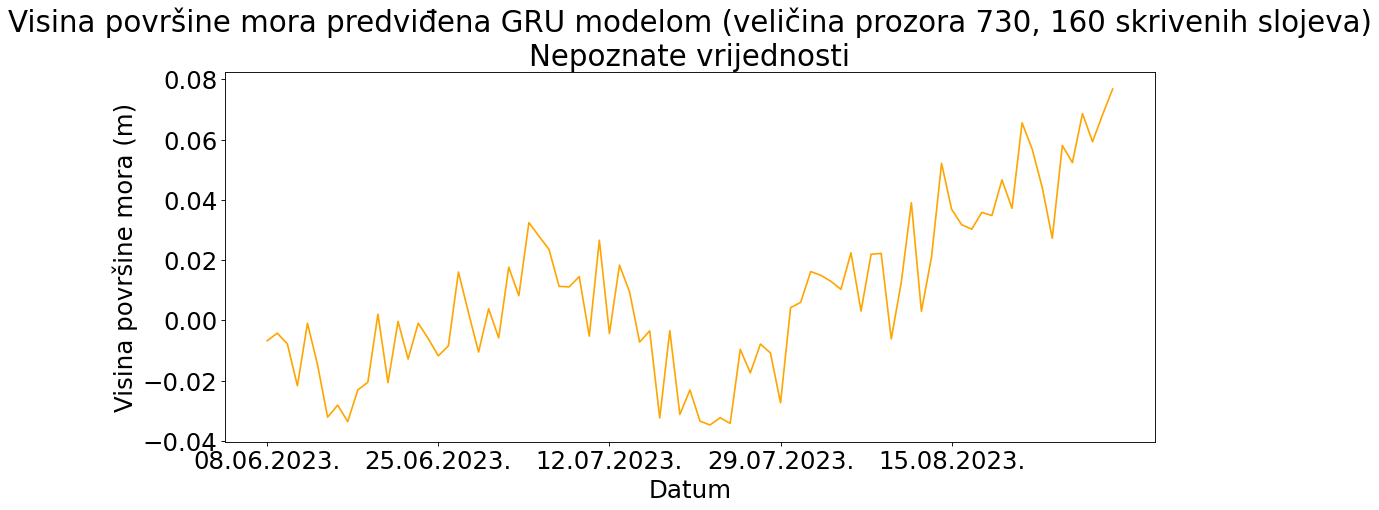 Visina površine mora predviđena GRU modelom (veličina prozora 730, 160 skrivenih slojeva)
Nepoznate vrijednosti
Visina površine mora (m)
0.08
0.06
0.04
0.02
0.00
−0.02
−0.04
08.06.2023. 25.06.2023. 12.07.2023. 29.07.2023. 15.08.2023.
Datum